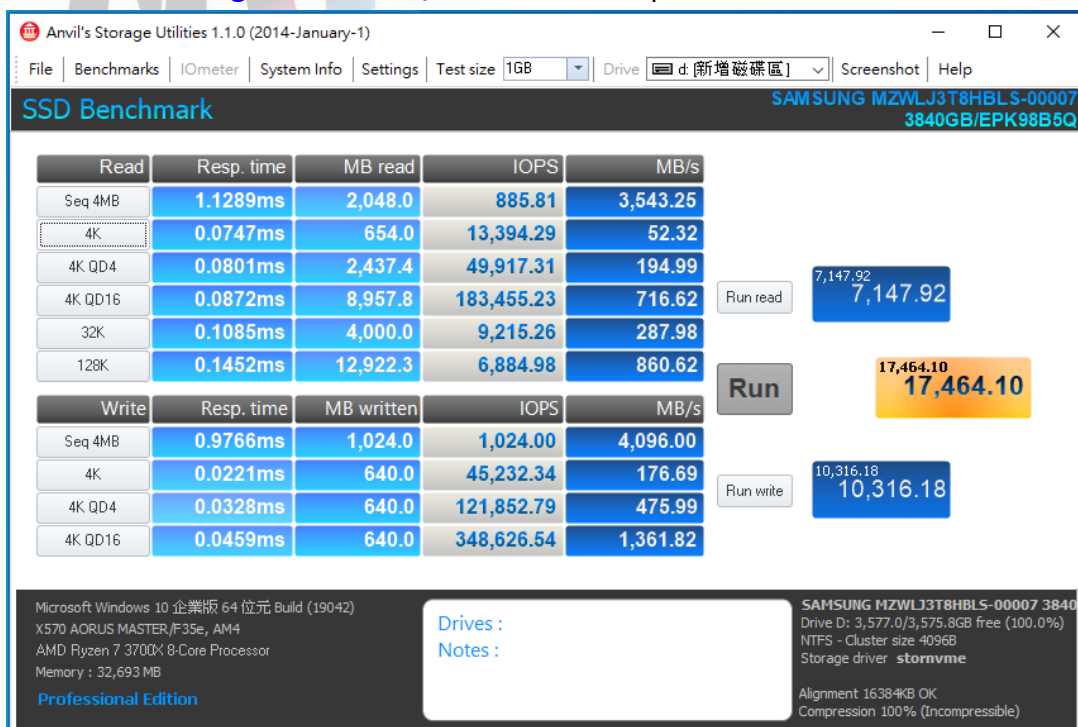 Anvil's Storage Utilities 1.1.0 (2014-January-1)
File Benchmarks IOmeter System Info Settings Test size 1GB Drive d: [新增磁碟區] Screenshot Help
SSD Benchmark
SAMSUNG MZWLJ3T8HBLS-00007
3840GB/EPK98B5Q
Read Resp. time MB read IOPS MB/s
Seq 4MB 1.1289ms 2,048.0 885.81 3,543.25
4K 0.0747ms 654.0 13,394.29 52.32
4K QD4 0.0801ms 2,437.4 49,917.31 194.99
4K QD16 0.0872ms 8,957.8 183,455.23 716.62
32K 0.1085ms 4,000.0 9,215.26 287.98
128K 0.1452ms 12,922.3 6,884.98 860.62
Run read
7,147.92
7,147.92
Run
17,464.10
17,464.10
Write Resp. time MB written IOPS MB/s
Seq 4MB 0.9766ms 1,024.0 1,024.00 4,096.00
4K 0.0221ms 640.0 45,232.34 176.69
4K QD4 0.0328ms 640.0 121,852.79 475.99
4K QD16 0.0459ms 640.0 348,626.54 1,361.82
Run write
10,316.18
10,316.18
Microsoft Windows 10 企業版 64 位元 Build (19042)
X570 AORUS MASTER/F35e, AM4
AMD Ryzen 7 3700X 8-Core Processor
Memory : 32,693 MB
Professional Edition
Drives :
Notes :
SAMSUNG MZWLJ3T8HBLS-00007 3840
Drive D: 3,577.0/3,575.8GB free (100.0%)
NTFS - Cluster size 4096B
Storage driver stornvme
Alignment 16384KB OK
Compression 100% (Incompressible)